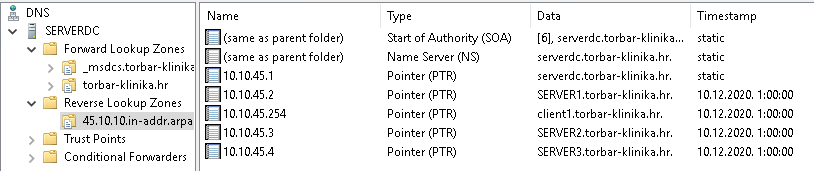 DNS
SERVERDC
Forward Lookup Zones
_msdcs.torbar-klinika
torbar-klinika.hr
Reverse Lookup Zones
45.10.10.in-addr.arpa
Trust Points
Conditional Forwarders
Name Type Data Timestamp
(same as parent folder) Start of Authority (SOA) [6], serverdc.torbar-klinika... static
(same as parent folder) Name Server (NS) serverdc.torbar-klinika.hr. static
10.10.45.1 Pointer (PTR) serverdc.torbar-klinika.hr. static
10.10.45.2 Pointer (PTR) SERVER1.torbar-klinika.hr. 10.12.2020. 1:00:00
10.10.45.254 Pointer (PTR) client1.torbar-klinika.hr. 10.12.2020. 1:00:00
10.10.45.3 Pointer (PTR) SERVER2.torbar-klinika.hr. 10.12.2020. 1:00:00
10.10.45.4 Pointer (PTR) SERVER3.torbar-klinika.hr. 10.12.2020. 1:00:00